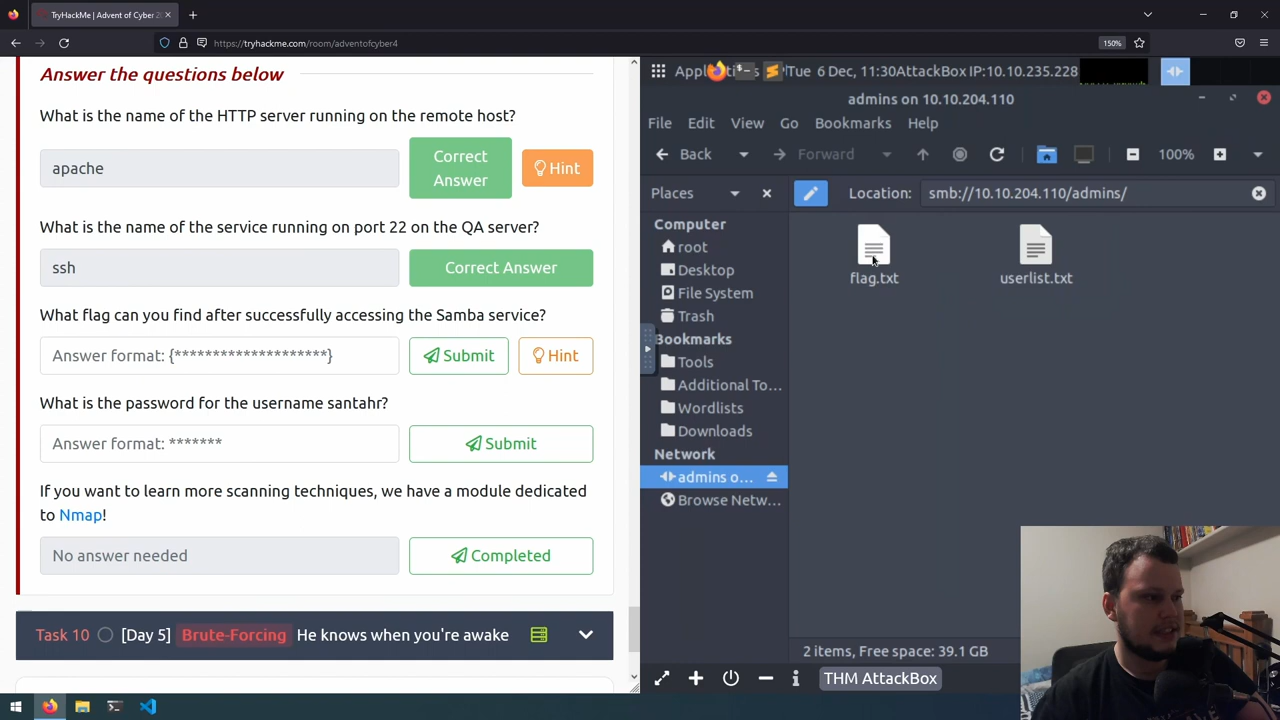 TryHackMe | Advent of Cyber 2
https://tryhackme.com/room/adventofcyber4
150%
Answer the questions below
What is the name of the HTTP server running on the remote host?
apache
Correct
Answer
Hint
What is the name of the service running on port 22 on the QA server?
ssh
Correct Answer
What flag can you find after successfully accessing the Samba service?
Answer format: {********************}
Submit
Hint
What is the password for the username santahr?
Answer format: *******
Submit
If you want to learn more scanning techniques, we have a module dedicated
to Nmap!
No answer needed
Completed
Task 10 [Day 5] Brute-Forcing He knows when you're awake
Tue 6 Dec, 11:30 AttackBox IP:10.10.235.228
admins on 10.10.204.110
File Edit View Go Bookmarks Help
Back Forward 100%
Places Location: smb://10.10.204.110/admins/
Computer
root
Desktop
File System
Trash
Bookmarks
Tools
Additional To...
Wordlists
Downloads
Network
admins o...
Browse Netw...
flag.txt
userlist.txt
2 items, Free space: 39.1 GB
THM AttackBox